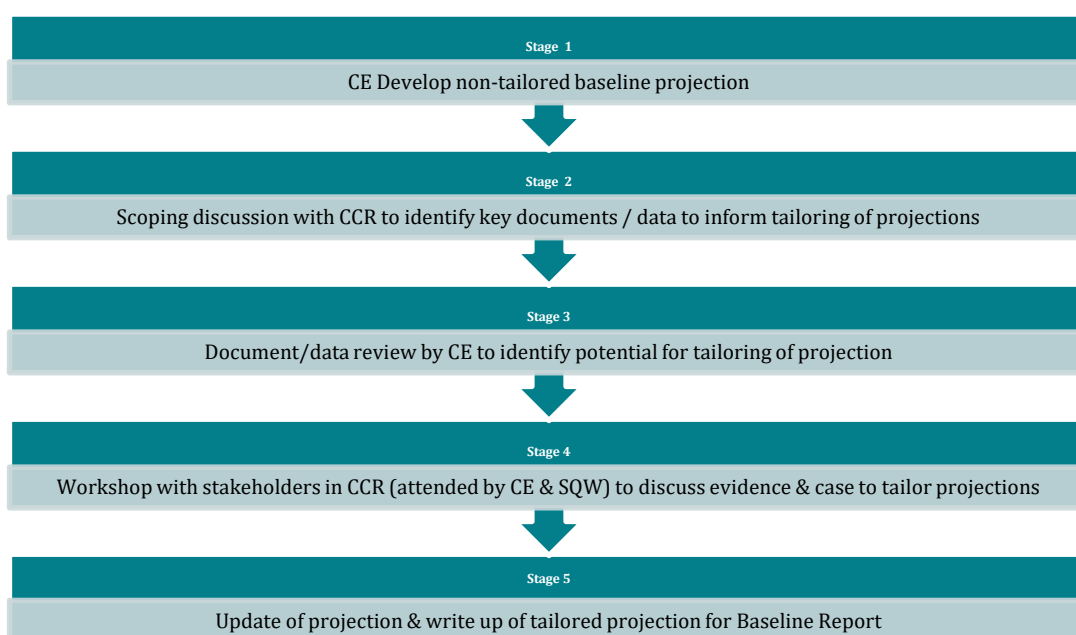 Stage 1
CE Develop non-tailored baseline projection
Stage 2
Scoping discussion with CCR to identify key documents / data to inform tailoring of projections
Stage 3
Document/data review by CE to identify potential for tailoring of projection
Stage 4
Workshop with stakeholders in CCR (attended by CE & SQW) to discuss evidence & case to tailor projections
Stage 5
Update of projection & write up of tailored projection for Baseline Report